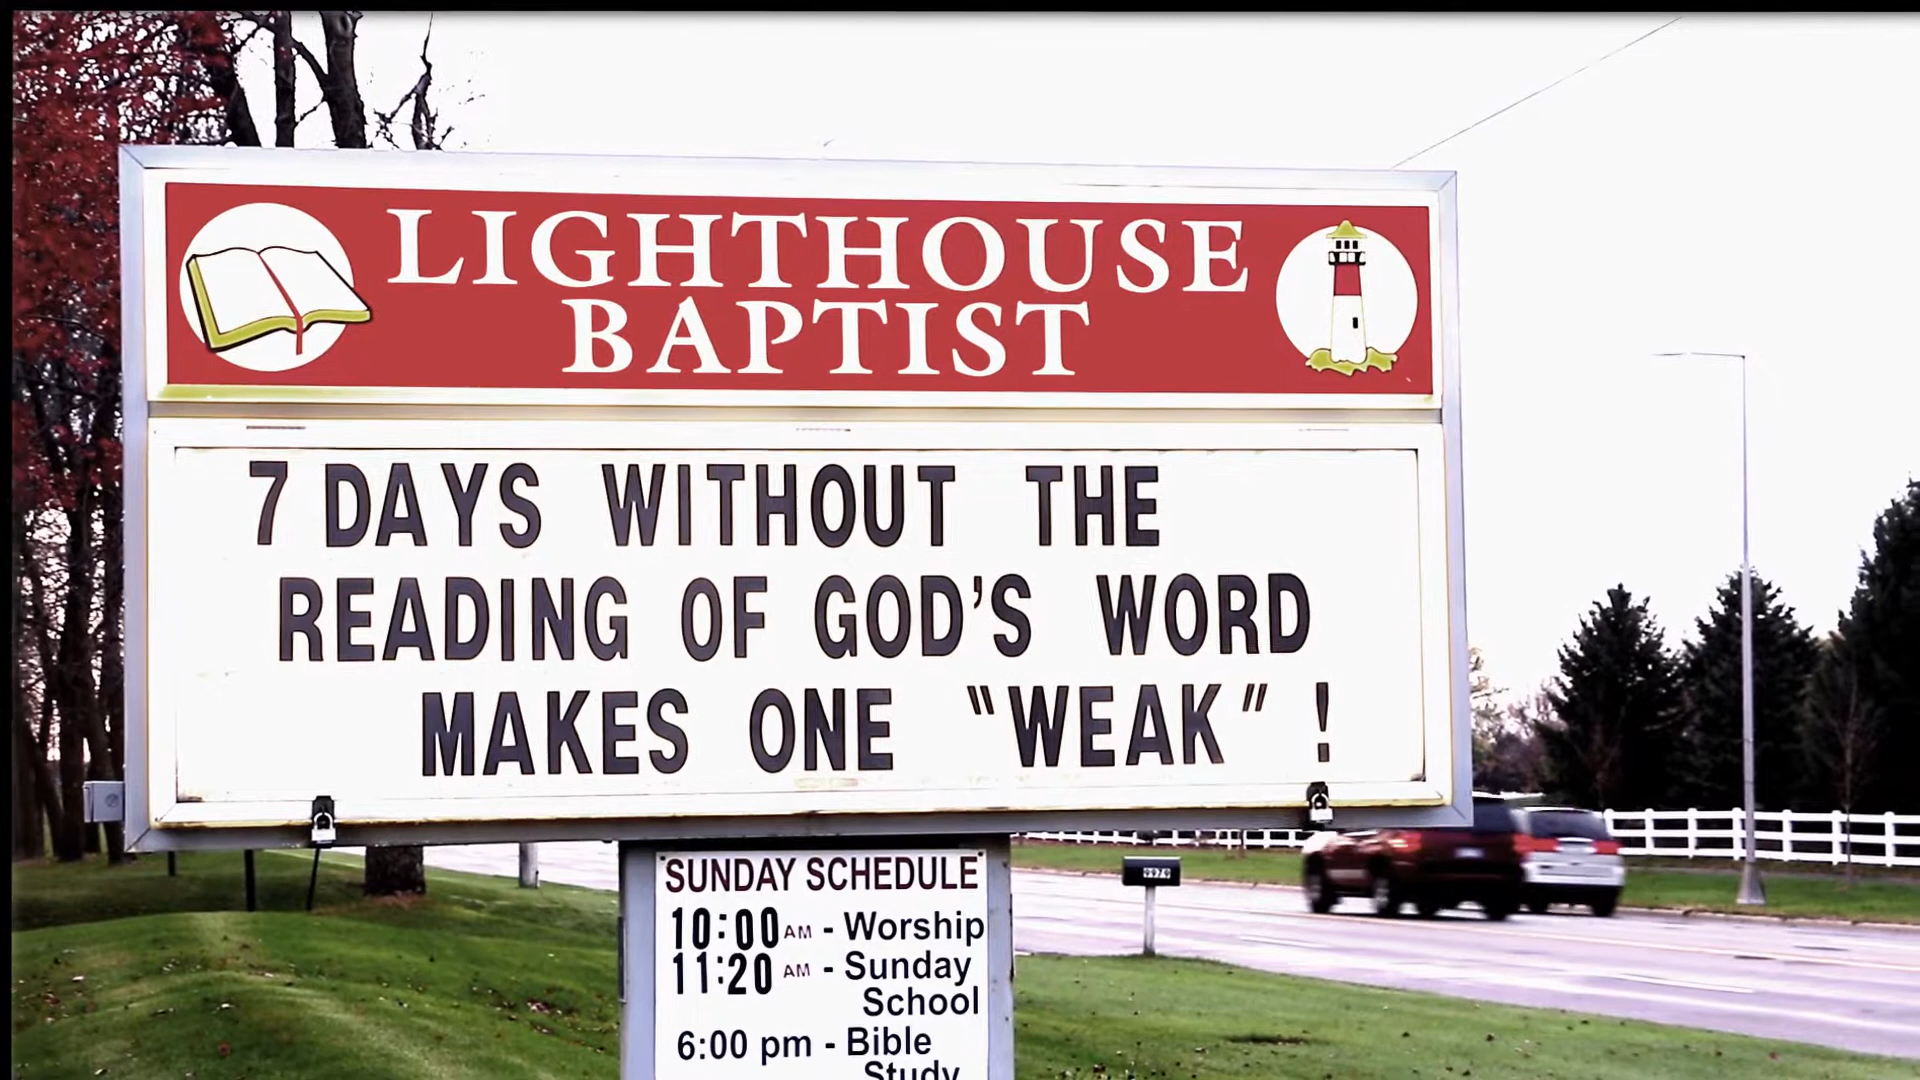 LIGHTHOUSE
BAPTIST
7 DAYS WITHOUT THE
READING OF GOD'S WORD
MAKES ONE "WEAK" !
SUNDAY SCHEDULE
10:00 AM - Worship
11:20 AM - Sunday
School
6:00 pm - Bible
Study